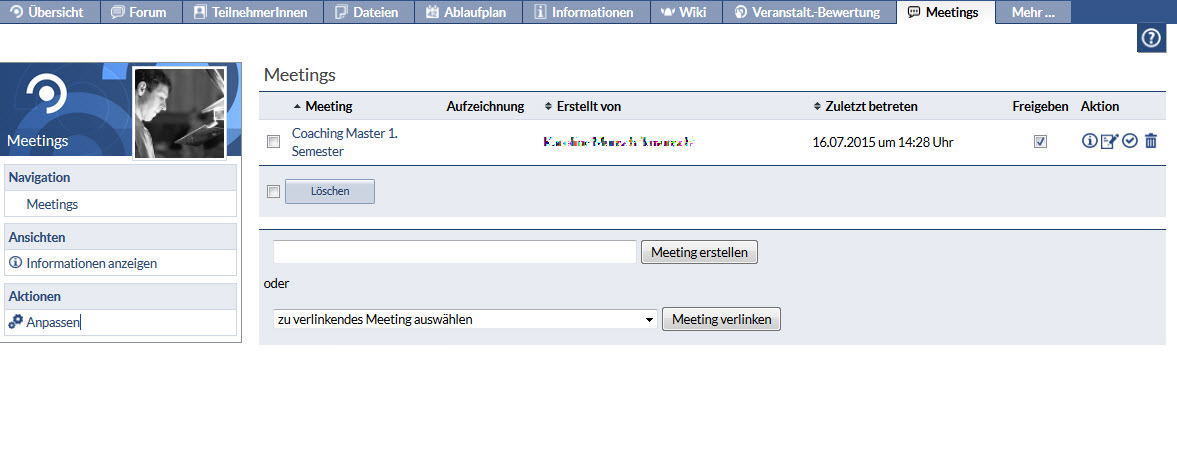 Übersicht Forum TeilnehmerInnen Dateien Ablaufplan Informationen Wiki Veranstalt.-Bewertung Meetings Mehr ...
Meetings
Navigation
Meetings
Ansichten
Informationen anzeigen
Aktionen
Anpassen
Meetings
Meeting Aufzeichnung Erstellt von Zuletzt betreten Freigeben Aktion
Coaching Master 1.
Semester
16.07.2015 um 14:28 Uhr
Löschen
Meeting erstellen
oder
zu verlinkendes Meeting auswählen Meeting verlinken